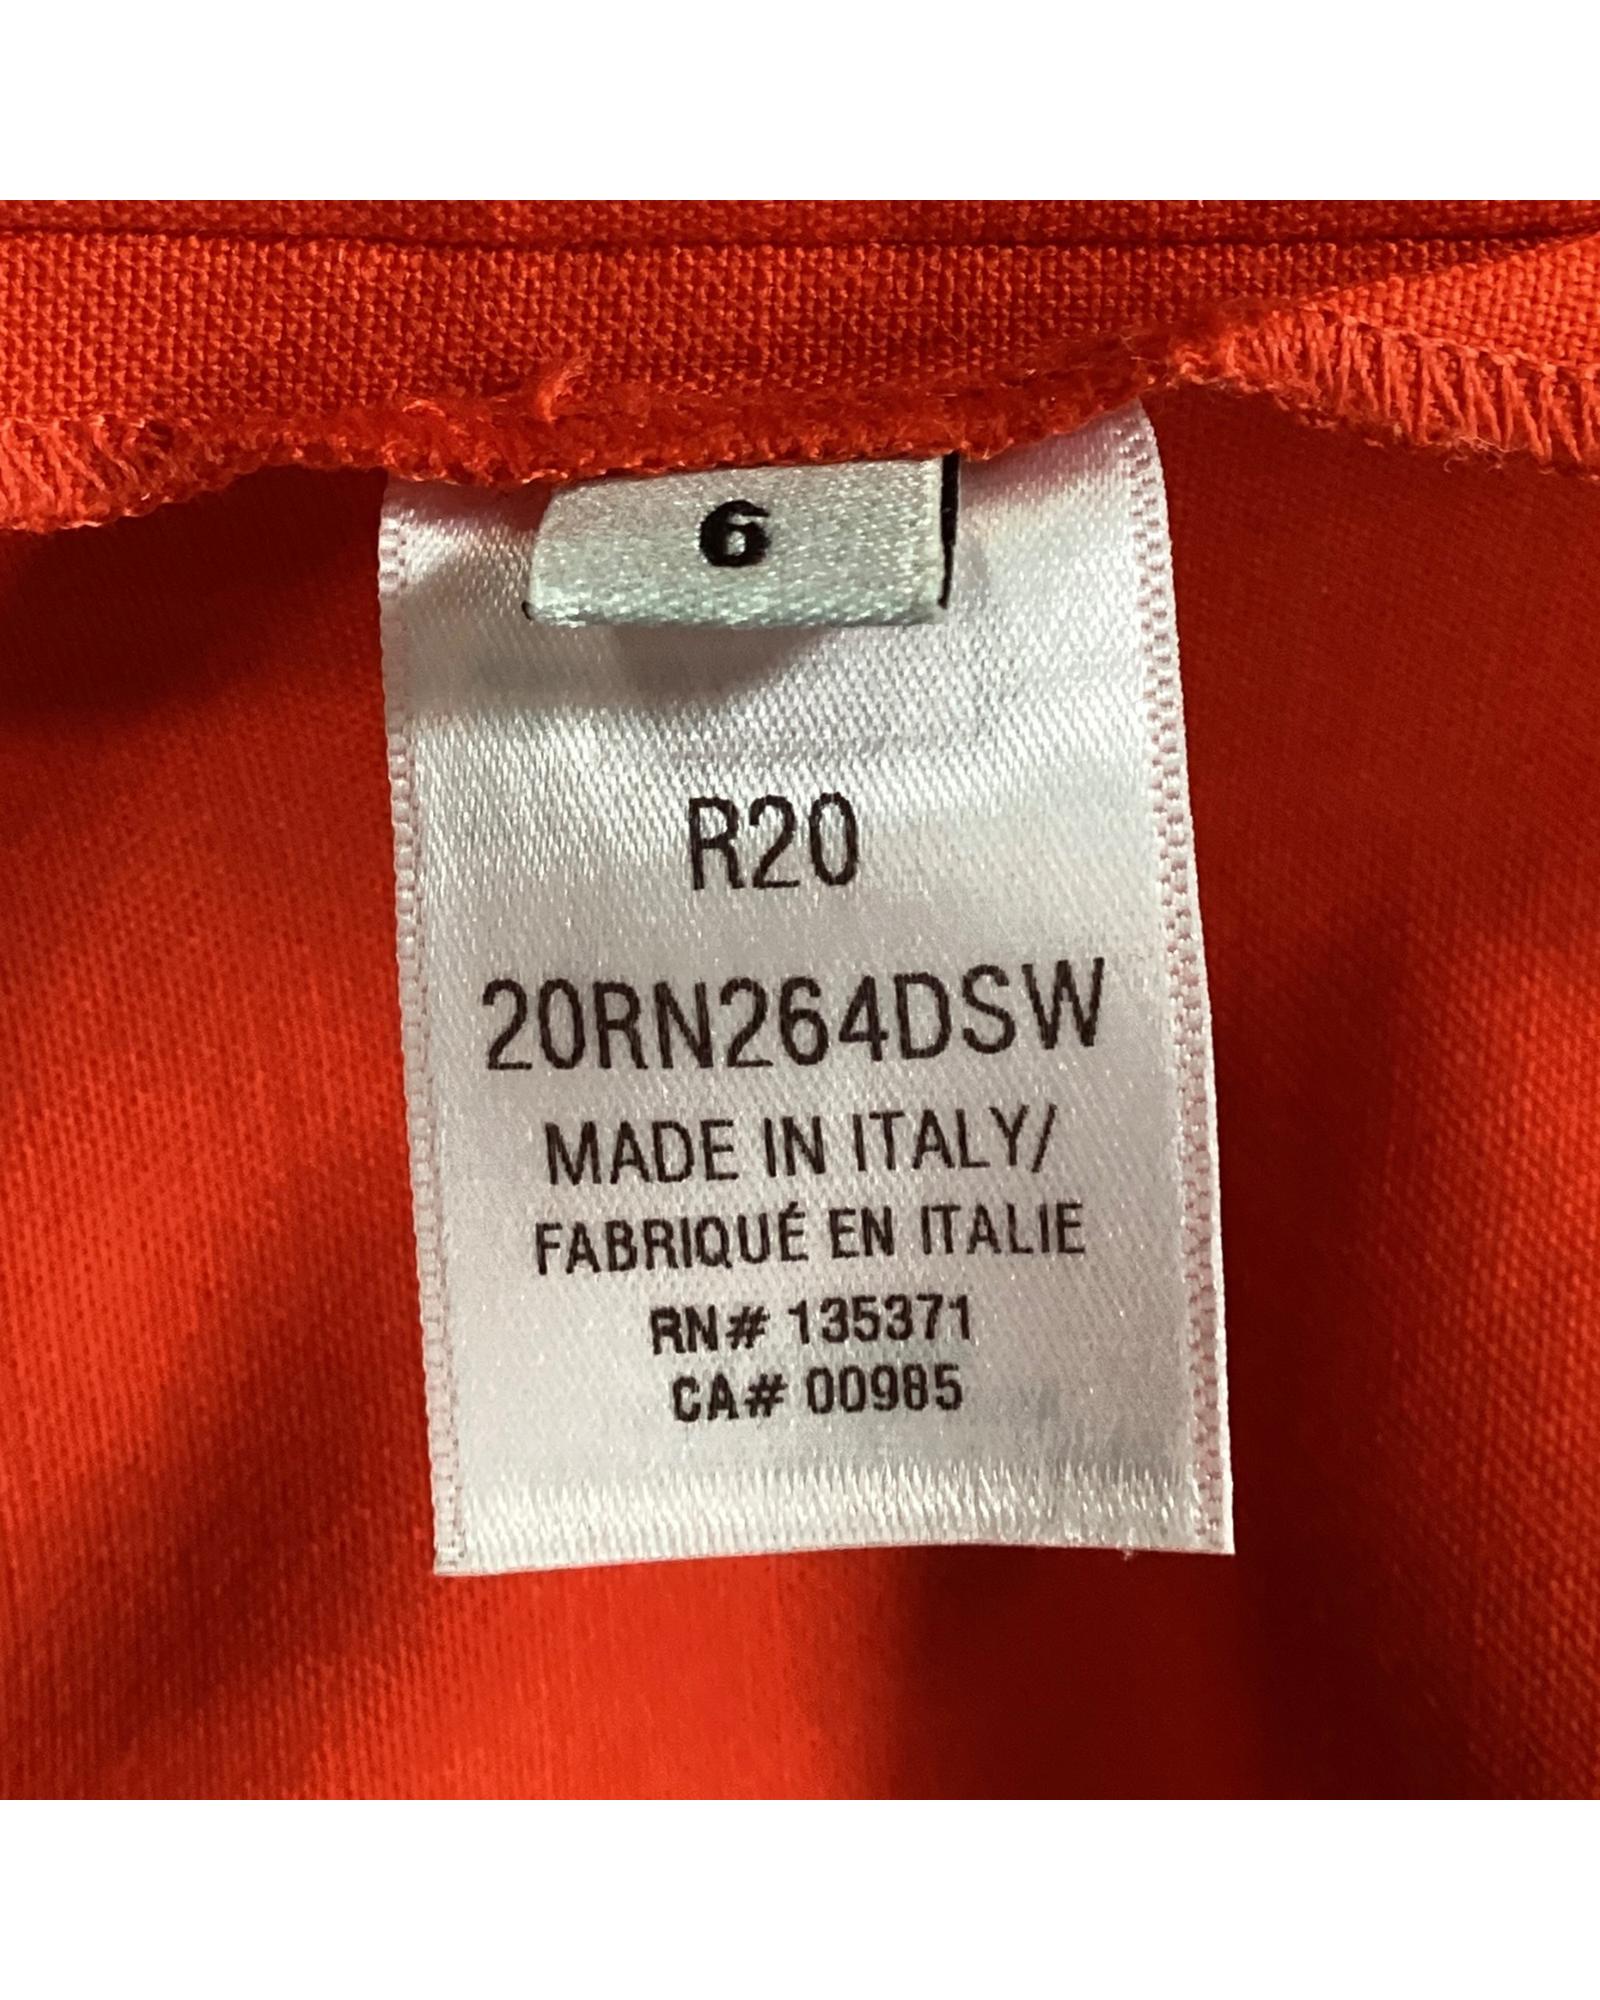 6
R20
20RN264DSW
MADE IN ITALY/
FABRIQUÉ EN ITALIE
RN# 135371
CA# 00985